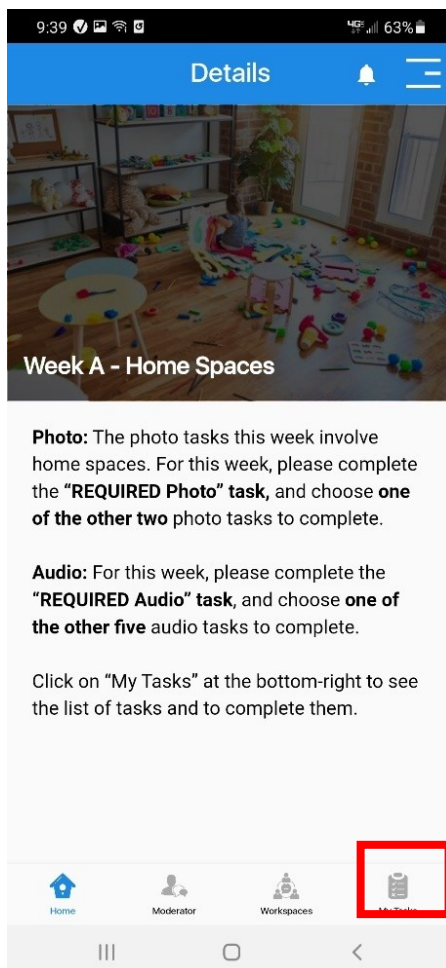 9:39
4GE 63%
Details
Week A - Home Spaces
Photo: The photo tasks this week involve
home spaces. For this week, please complete
the “REQUIRED Photo” task, and choose one
of the other two photo tasks to complete.
Audio: For this week, please complete the
“REQUIRED Audio” task, and choose one of
the other five audio tasks to complete.
Click on “My Tasks” at the bottom-right to see
the list of tasks and to complete them.
Home
Moderator
Workspaces
My Tasks